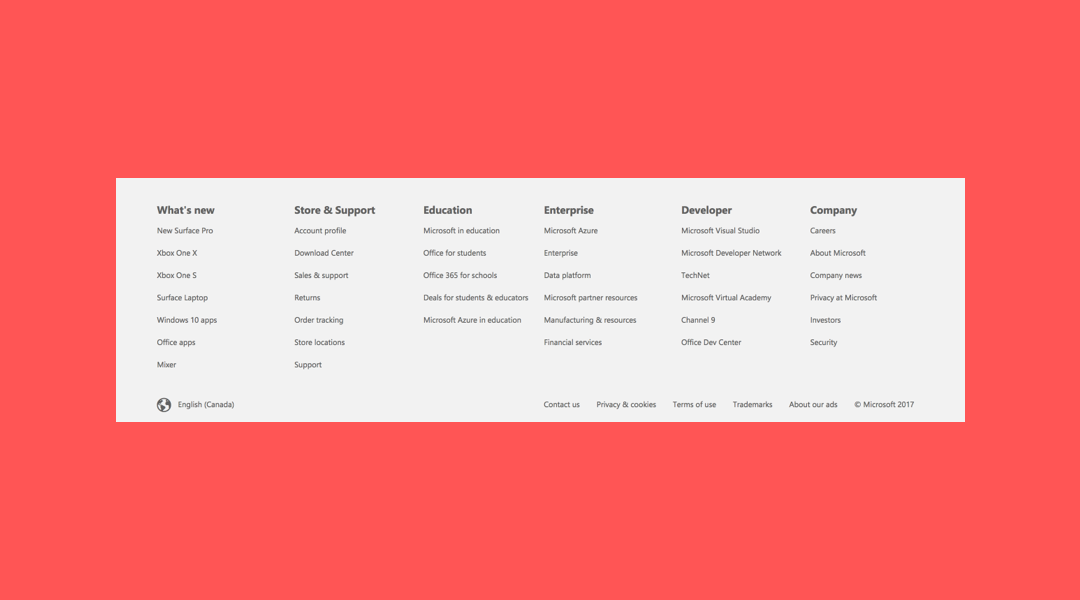 What's new
New Surface Pro
Xbox One X
Xbox One S
Surface Laptop
Windows 10 apps
Office apps
Mixer
Store & Support
Account profile
Download Center
Sales & support
Returns
Order tracking
Store locations
Support
Education
Microsoft in education
Office for students
Office 365 for schools
Deals for students & educators
Microsoft Azure in education
Enterprise
Microsoft Azure
Enterprise
Data platform
Microsoft partner resources
Manufacturing & resources
Financial services
Developer
Microsoft Visual Studio
Microsoft Developer Network
TechNet
Microsoft Virtual Academy
Channel 9
Office Dev Center
Company
Careers
About Microsoft
Company news
Privacy at Microsoft
Investors
Security
English (Canada)
Contact us Privacy & cookies Terms of use Trademarks About our ads © Microsoft 2017